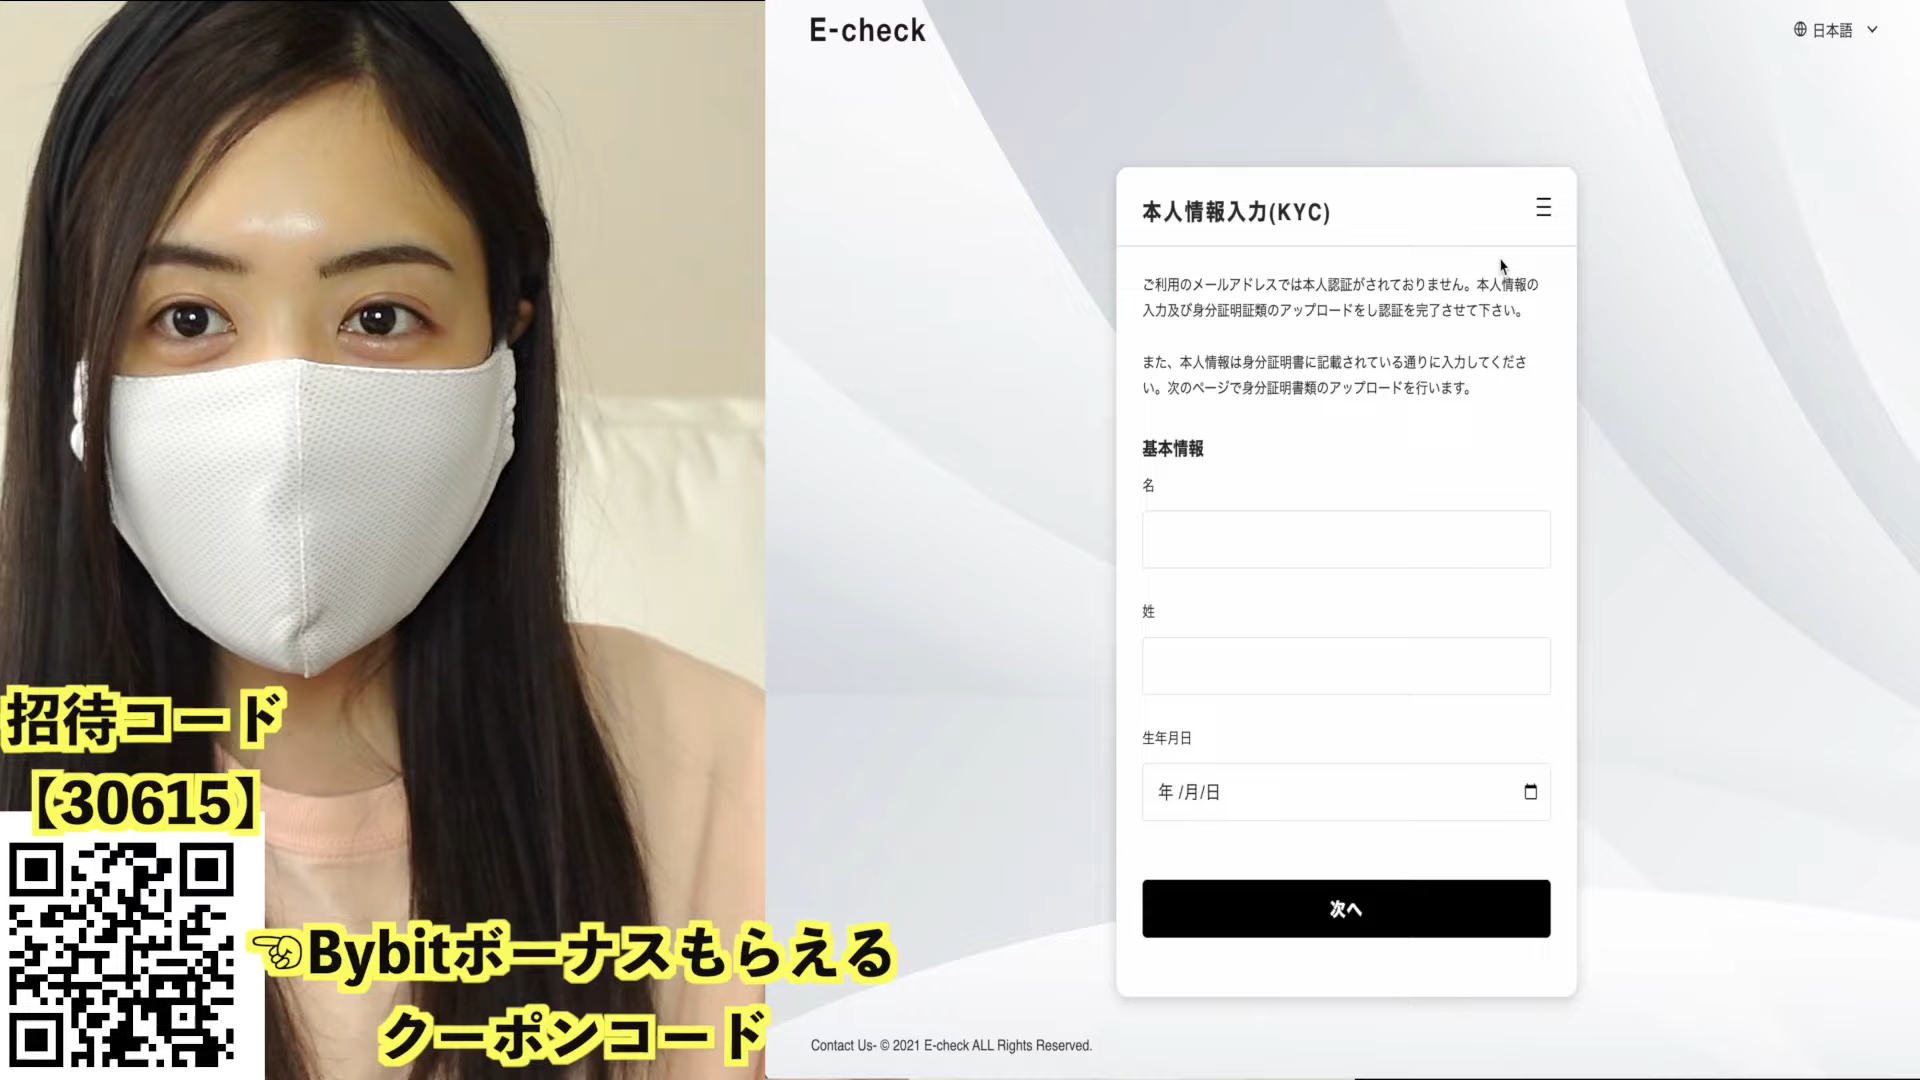 E-check
日本語
本人情報入力(KYC)
ご利用のメールアドレスでは本人認証がされておりません。本人情報の
入力及び身分証明証類のアップロードをし認証を完了させて下さい。
また、本人情報は身分証明書に記載されている通りに入力してくださ
い。次のページで身分証明書類のアップロードを行います。
基本情報
名
姓
生年月日
年 /月/日
次へ
Contact Us- © 2021 E-check ALL Rights Reserved.
招待コード
【30615】
☜Bybitボーナスもらえる
クーポンコード